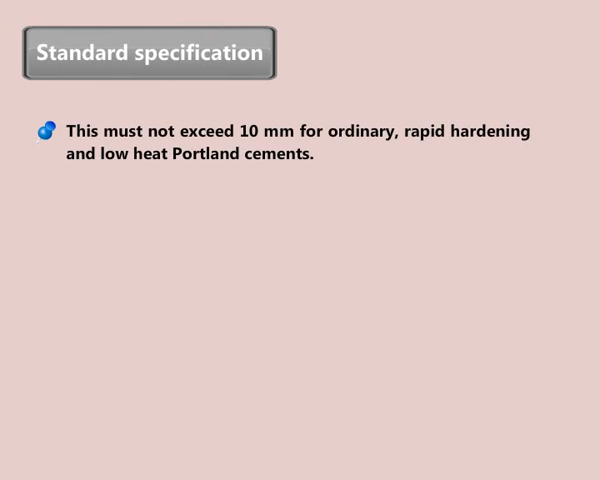 Standard specification
This must not exceed 10 mm for ordinary, rapid hardening
and low heat Portland cements.